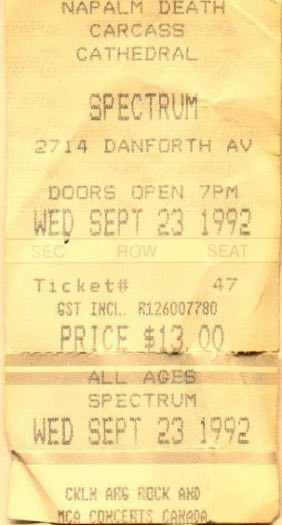 NAPALM DEATH
CARCASS
CATHEDRAL
SPECTRUM
2714 DANFORTH AV
DOORS OPEN 7PM
WED SEPT 23 1992
SEC ROW SEAT
Ticket# 47
GST INCL. R126007780
PRICE $13.00
ALL AGES
SPECTRUM
WED SEPT 23 1992
CKLN ARG ROCK AND
MCA CONCERTS CANADA